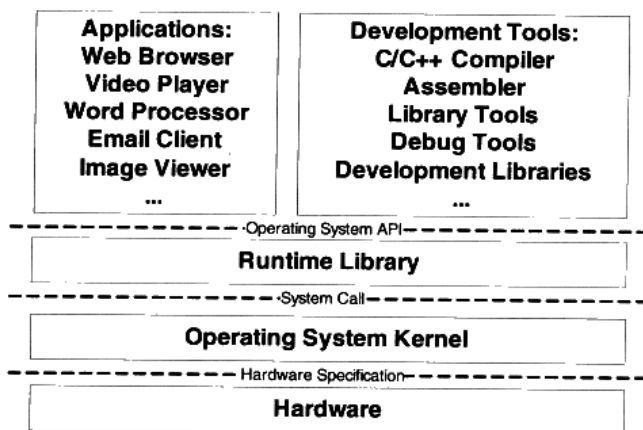 Applications:
Web Browser
Video Player
Word Processor
Email Client
Image Viewer
...
Development Tools:
C/C++ Compiler
Assembler
Library Tools
Debug Tools
Development Libraries
...
Operating System API
Runtime Library
System Call
Operating System Kernel
Hardware Specification
Hardware